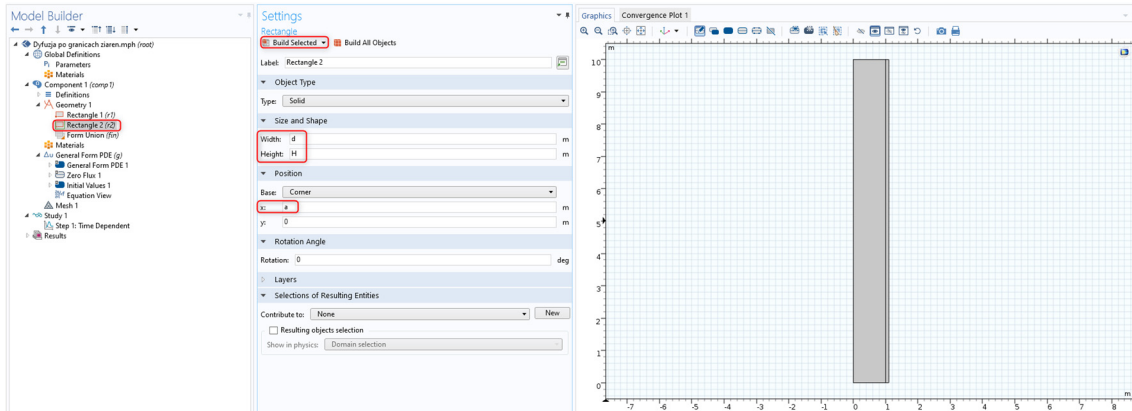 Model Builder
Dyfuzja po granicach ziaren.mph (root)
Global Definitions
Pi Parameters
Materials
Component 1 (comp1)
Definitions
Geometry 1
Rectangle 1 (r1)
Rectangle 2 (r2)
Form Union (fin)
Materials
Δu General Form PDE (g)
General Form PDE 1
Zero Flux 1
Initial Values 1
Equation View
Mesh 1
Study 1
Step 1: Time Dependent
Results
Settings
Rectangle
Build Selected
Build All Objects
Label: Rectangle 2
Object Type
Type: Solid
Size and Shape
Width: d m
Height: H m
Position
Base: Corner
x: a m
y: 0 m
Rotation Angle
Rotation: 0 deg
Layers
Selections of Resulting Entities
Contribute to: None New
Resulting objects selection
Show in physics: Domain selection
Graphics Convergence Plot 1
m
10
9
8
7
6
5
4
3
2
1
0
m
-7 -6 -5 -4 -3 -2 -1 0 1 2 3 4 5 6 7 8